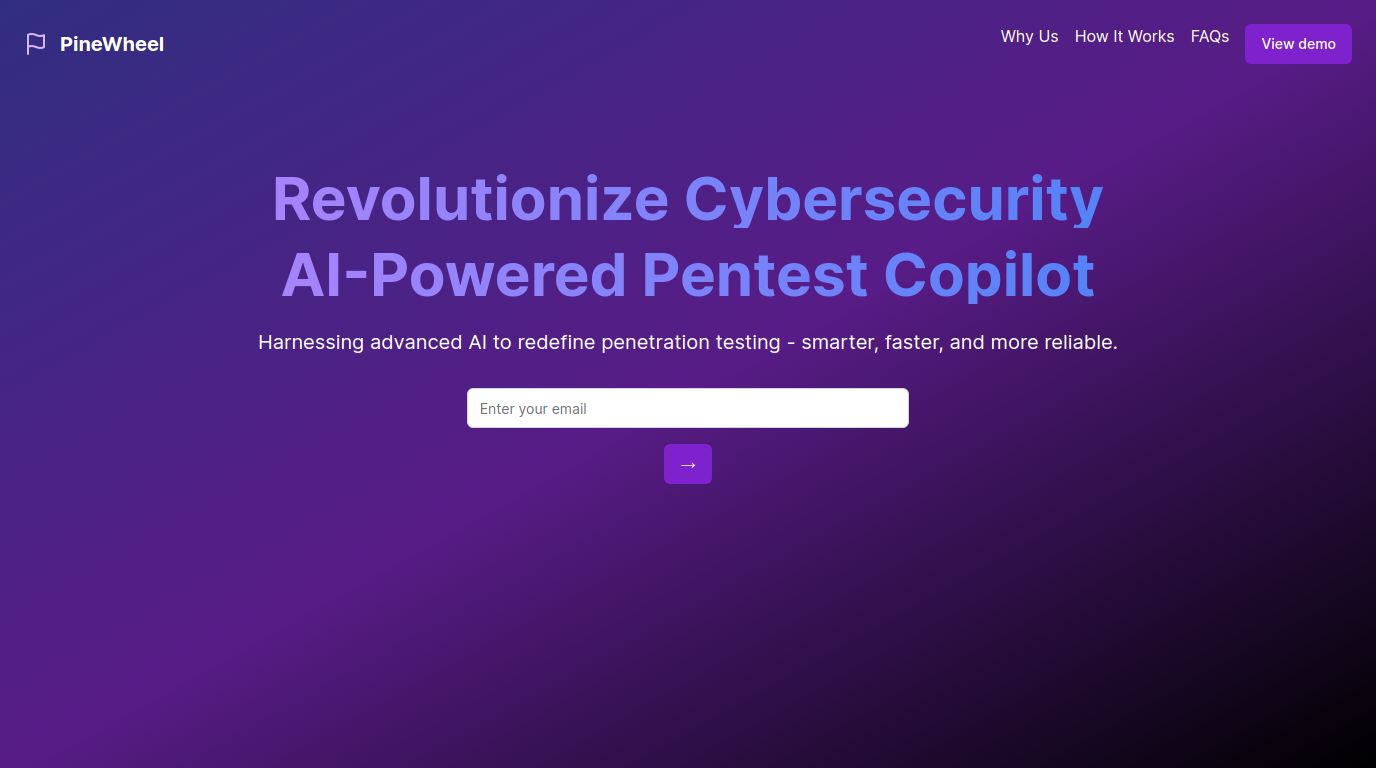 PineWheel
Why Us
How It Works
FAQs
View demo
Revolutionize Cybersecurity
AI-Powered Pentest Copilot
Harnessing advanced AI to redefine penetration testing - smarter, faster, and more reliable.
Enter your email
→